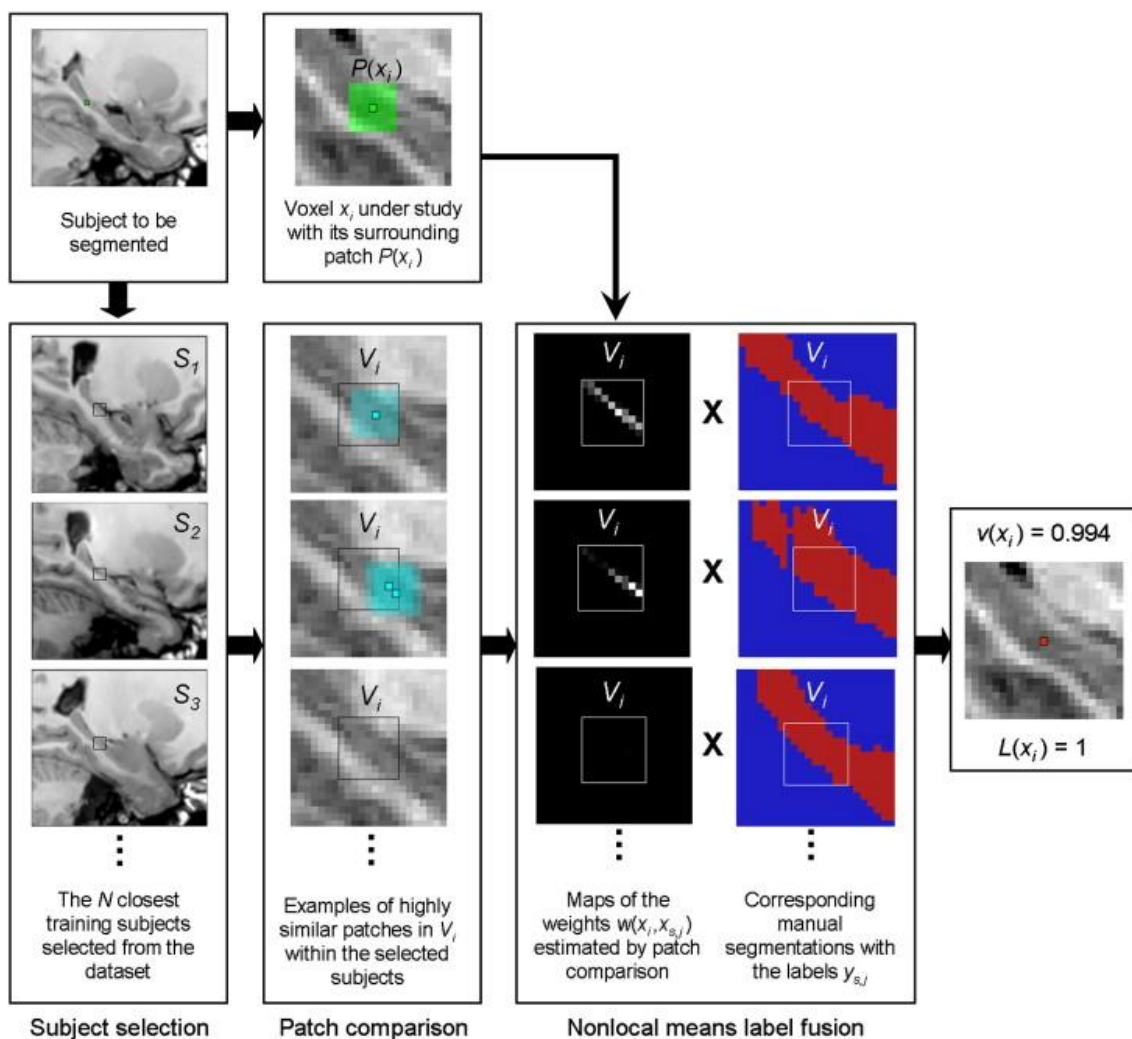 Subject to be
segmented
P(x_i)
Voxel x_i under study
with its surrounding
patch P(x_i)
S_1
S_2
S_3
⋮
The N closest
training subjects
selected from the
dataset
Subject selection
V_i
V_i
V_i
⋮
Examples of highly
similar patches in V_i
within the selected
subjects
Patch comparison
V_i X V_i
V_i X V_i
V_i X V_i
⋮ ⋮
Maps of the
weights w(x_i,x_s,j)
estimated by patch
comparison
Corresponding
manual
segmentations with
the labels y_s,j
Nonlocal means label fusion
v(x_i) = 0.994
L(x_i) = 1